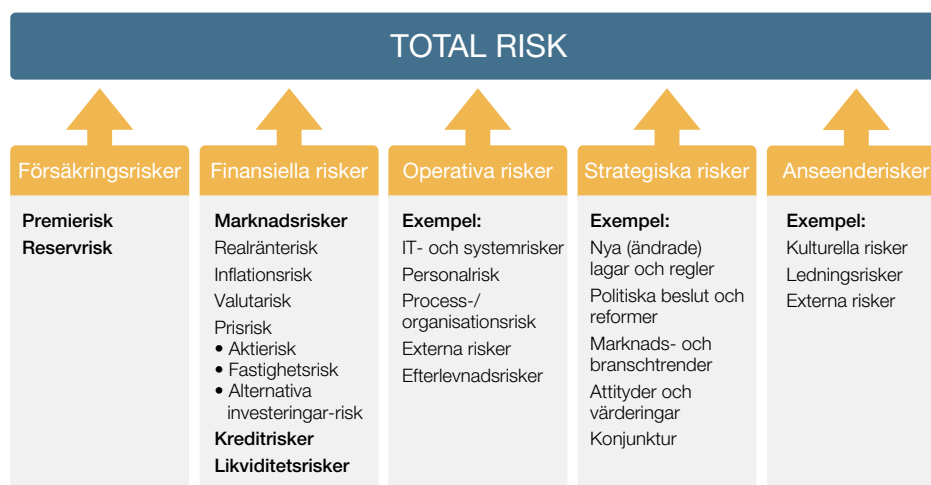 TOTAL RISK
Försäkringsrisker
Premierisk
Reservrisk
Finansiella risker
Marknadsrisker
Realränterisk
Inflationsrisk
Valutarisk
Prisrisk
• Aktierisk
• Fastighetsrisk
• Alternativa
investeringar-risk
Kreditrisker
Likviditetsrisker
Operativa risker
Exempel:
IT- och systemrisker
Personalrisk
Process-/
organisationsrisk
Externa risker
Efterlevnadsrisker
Strategiska risker
Exempel:
Nya (ändrade)
lagar och regler
Politiska beslut och
reformer
Marknads- och
branschtrender
Attityder och
värderingar
Konjunktur
Anseenderisker
Exempel:
Kulturella risker
Ledningsrisker
Externa risker